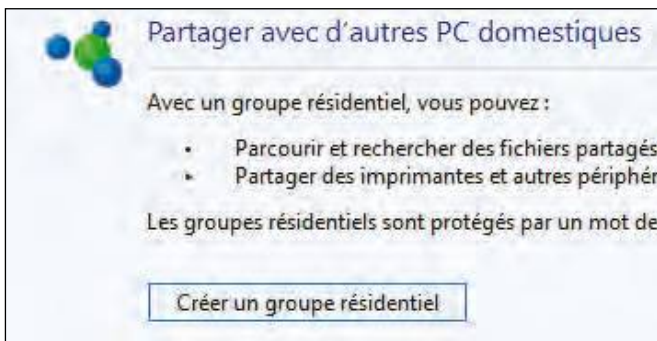 Partager avec d'autres PC domestiques
Avec un groupe résidentiel, vous pouvez :
• Parcourir et rechercher des fichiers partagés
• Partager des imprimantes et autres
Les groupes résidentiels sont protégés par un mot de
Créer un groupe résidentiel